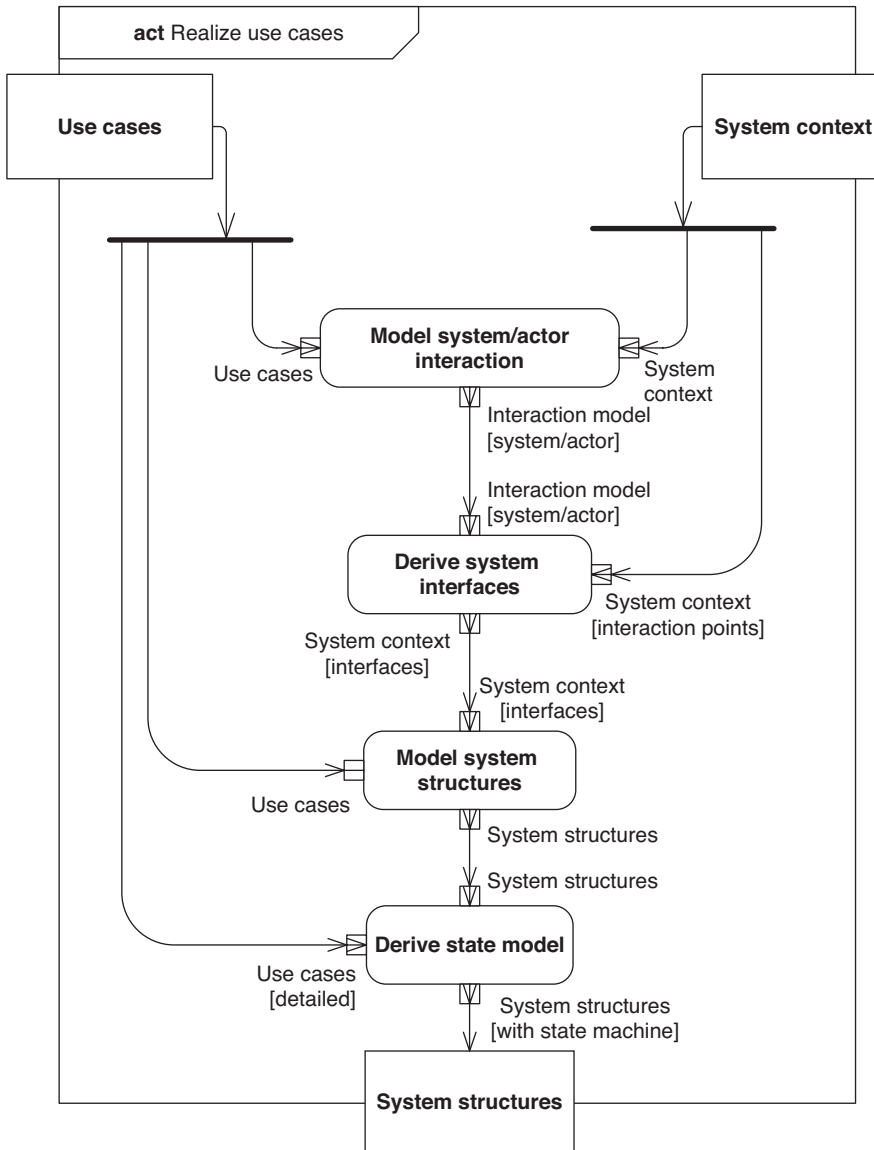 act Realize use cases
Use cases
System context
Model system/actor
interaction
Use cases
System
context
Interaction model
[system/actor]
Interaction model
[system/actor]
Derive system
interfaces
System context
[interaction points]
System context
[interfaces]
System context
[interfaces]
Model system
structures
Use cases
System structures
System structures
Derive state model
Use cases
[detailed]
System structures
[with state machine]
System structures